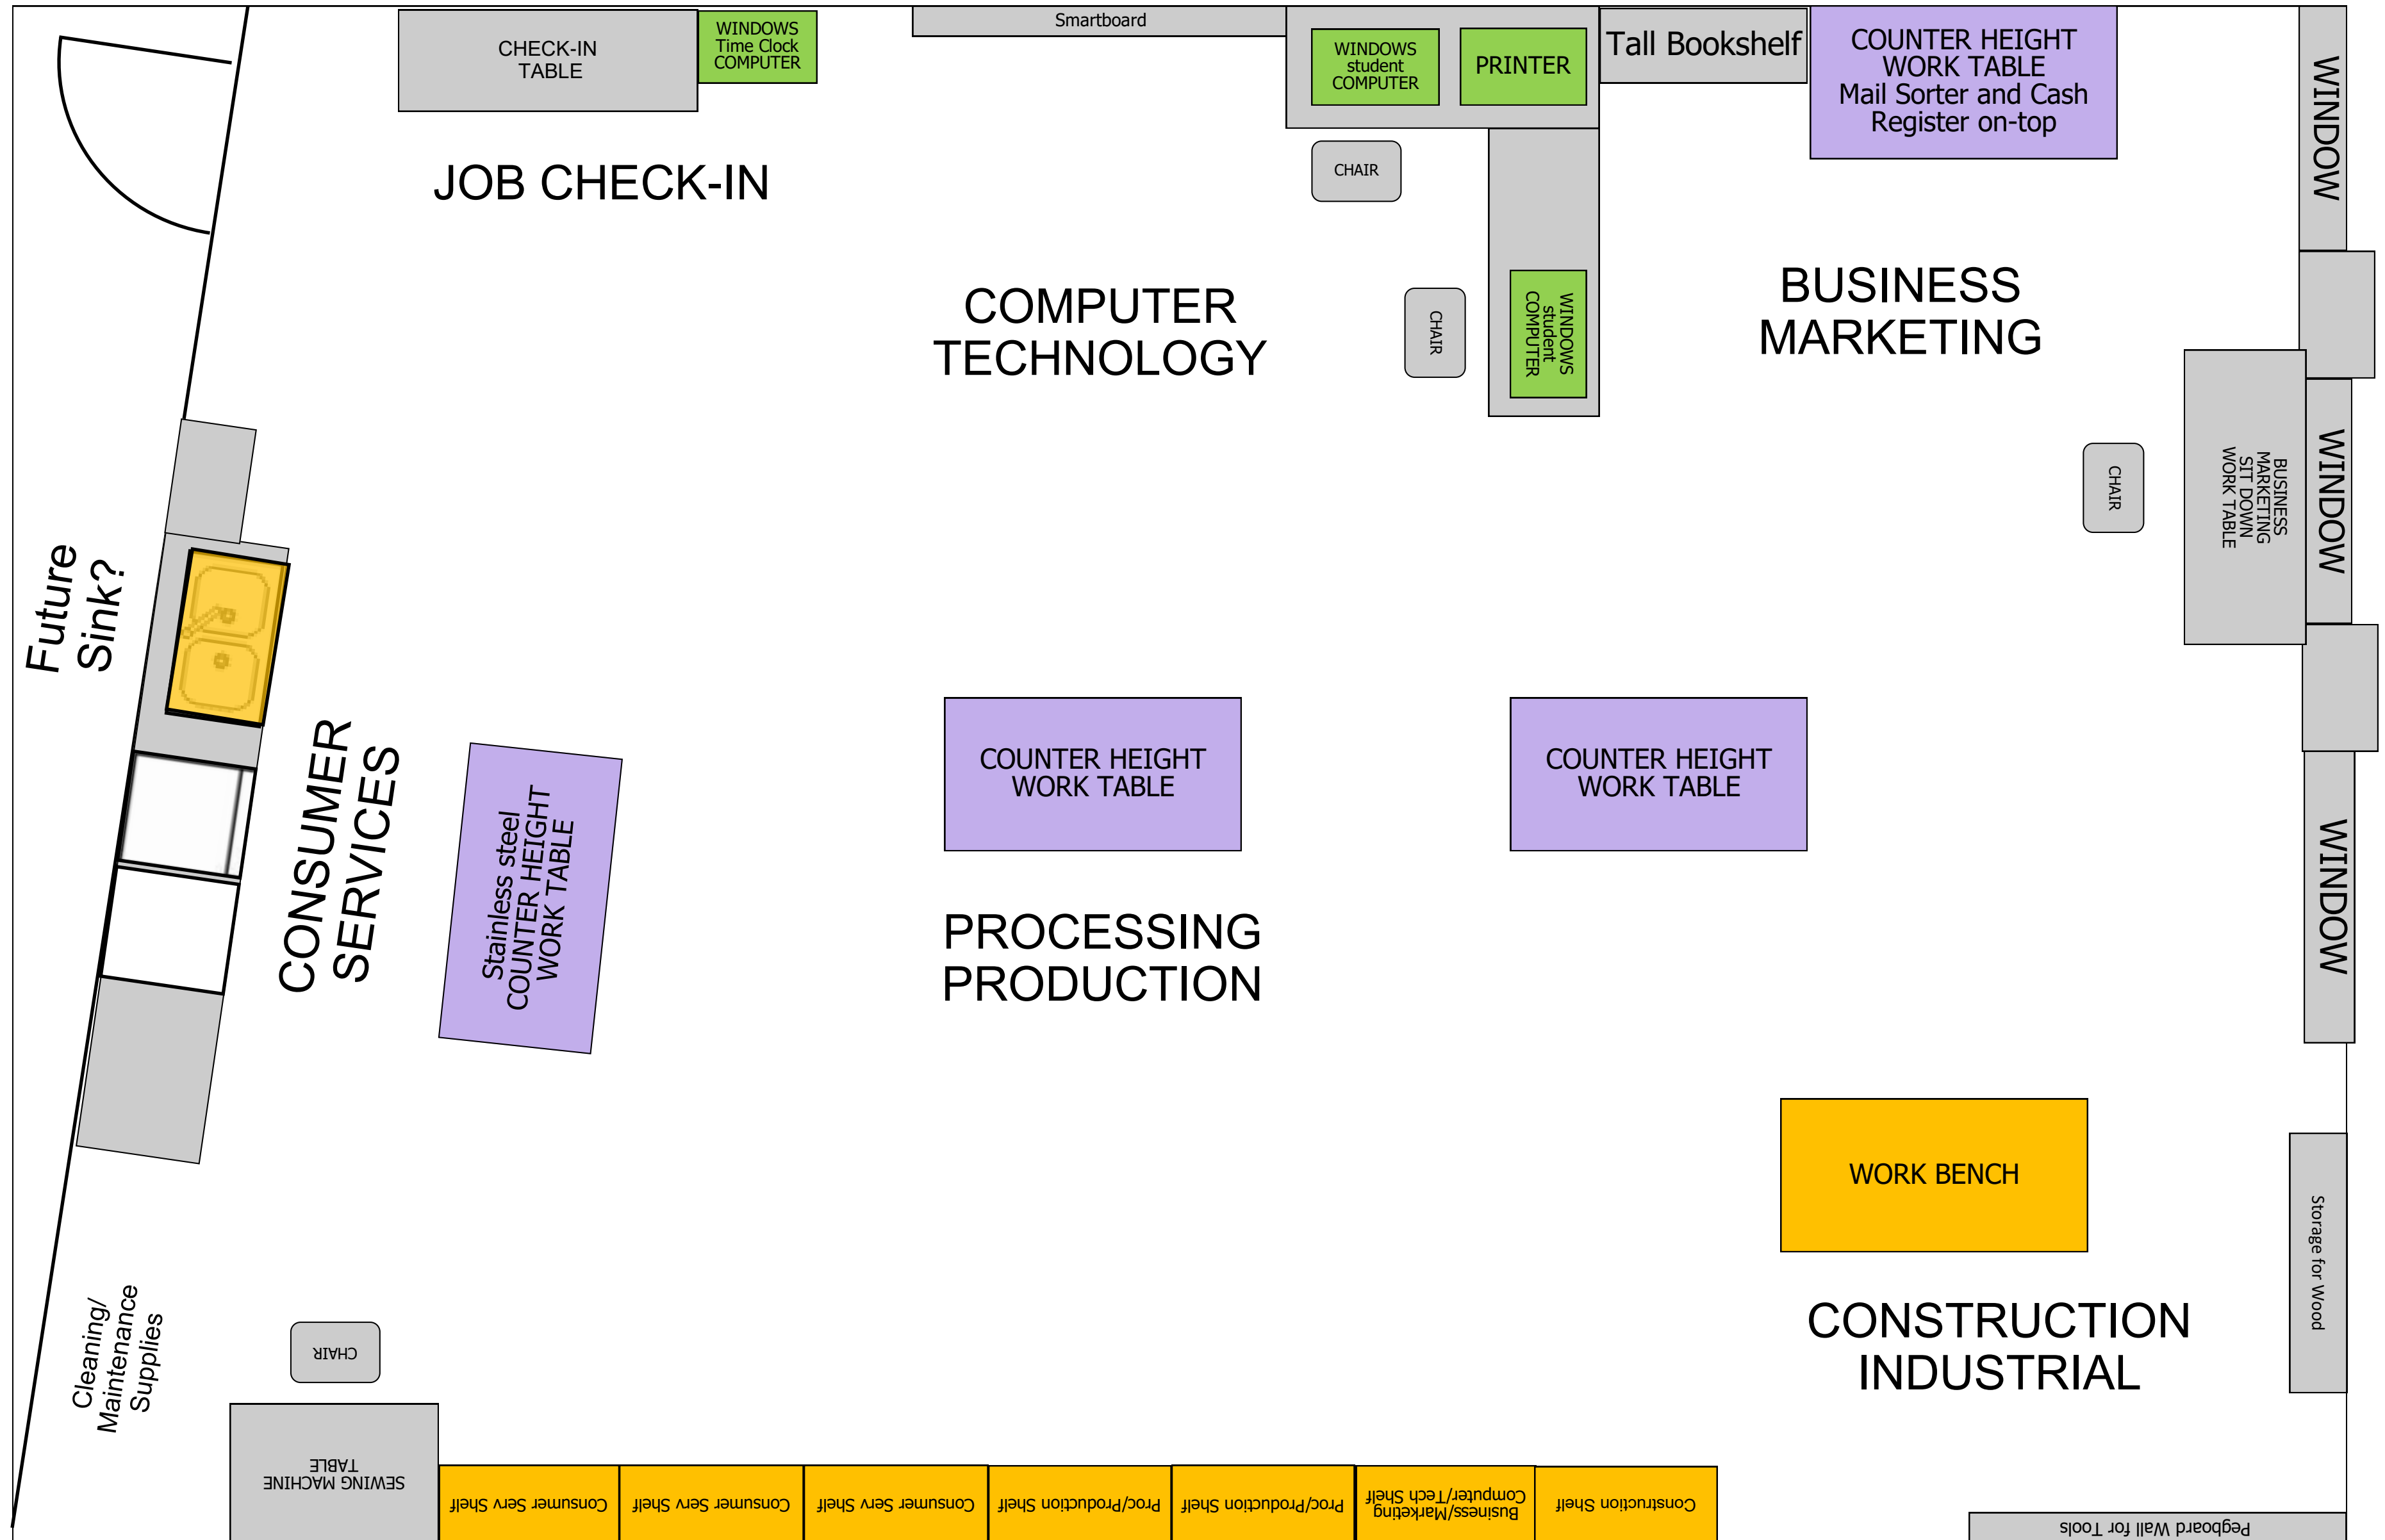 CHECK-IN
TABLE
WINDOWS
Time Clock
COMPUTER
Smartboard
WINDOWS
student
COMPUTER
PRINTER
Tall Bookshelf
COUNTER HEIGHT
WORK TABLE
Mail Sorter and Cash
Register on-top
WINDOW
JOB CHECK-IN
CHAIR
COMPUTER
TECHNOLOGY
CHAIR
WINDOWS
student
COMPUTER
BUSINESS
MARKETING
CHAIR
BUSINESS
MARKETING
SIT DOWN
WORK TABLE
WINDOW
Future
Sink?
CONSUMER
SERVICES
Stainless steel
COUNTER HEIGHT
WORK TABLE
COUNTER HEIGHT
WORK TABLE
COUNTER HEIGHT
WORK TABLE
WINDOW
PROCESSING
PRODUCTION
WORK BENCH
Storage for Wood
CONSTRUCTION
INDUSTRIAL
Cleaning/
Maintenance
Supplies
CHAIR
SEWING MACHINE
TABLE
Consumer Serv Shelf
Consumer Serv Shelf
Consumer Serv Shelf
Proc/Production Shelf
Proc/Production Shelf
Business/Marketing
Computer/Tech Shelf
Construction Shelf
Pegboard Wall for Tools